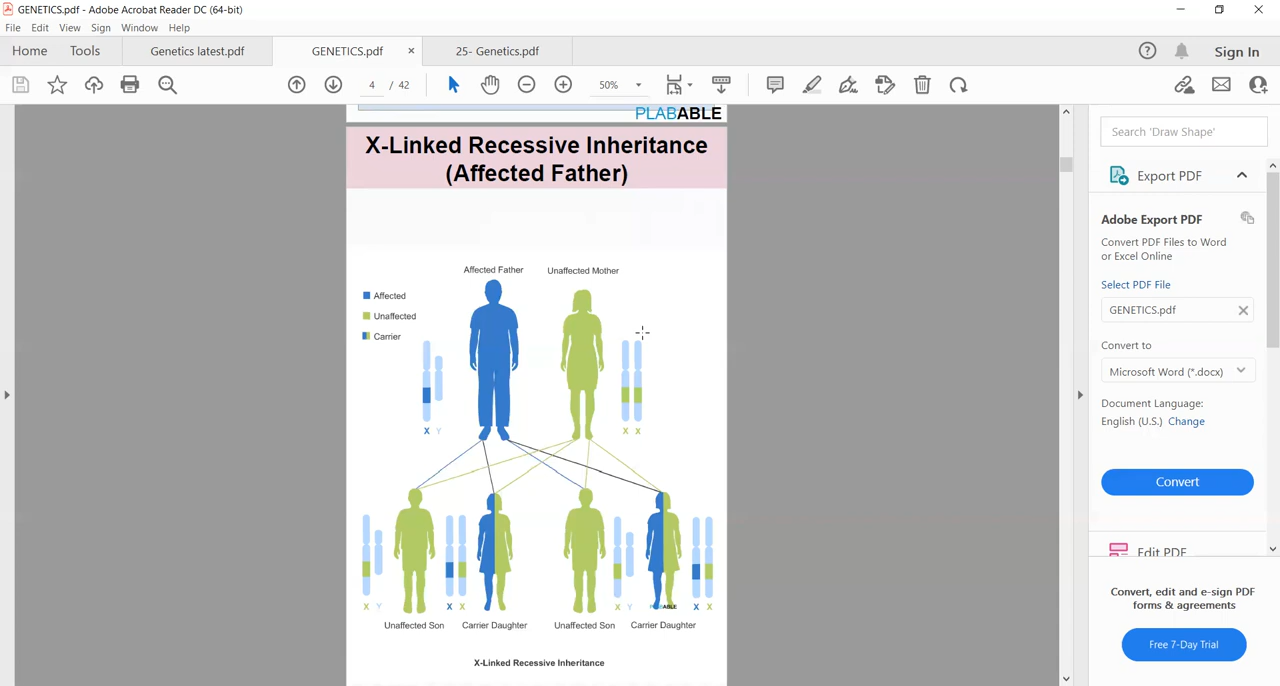 GENETICS.pdf - Adobe Acrobat Reader DC (64-bit)
File Edit View Sign Window Help
Home Tools Genetics latest.pdf GENETICS.pdf × 25- Genetics.pdf Sign In
4 / 42 50%
PLABABLE
X-Linked Recessive Inheritance
(Affected Father)
Affected Father Unaffected Mother
Affected
Unaffected
Carrier
X Y X X
X Y X X X Y X X
Unaffected Son Carrier Daughter Unaffected Son Carrier Daughter
X-Linked Recessive Inheritance
Search 'Draw Shape'
Export PDF
Adobe Export PDF
Convert PDF Files to Word
or Excel Online
Select PDF File
GENETICS.pdf
Convert to
Microsoft Word (*.docx)
Document Language:
English (U.S.) Change
Convert
Edit PDF
Convert, edit and e-sign PDF
forms & agreements
Free 7-Day Trial